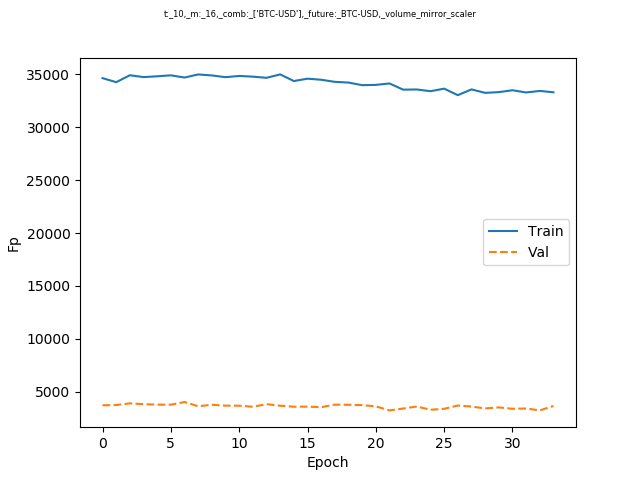 t:_10,_m:_16,_comb:_['BTC-USD'],_future:_BTC-USD,_volume_mirror_scaler
35000
30000
25000
20000
15000
10000
5000
Fp
Train
Val
0 5 10 15 20 25 30
Epoch